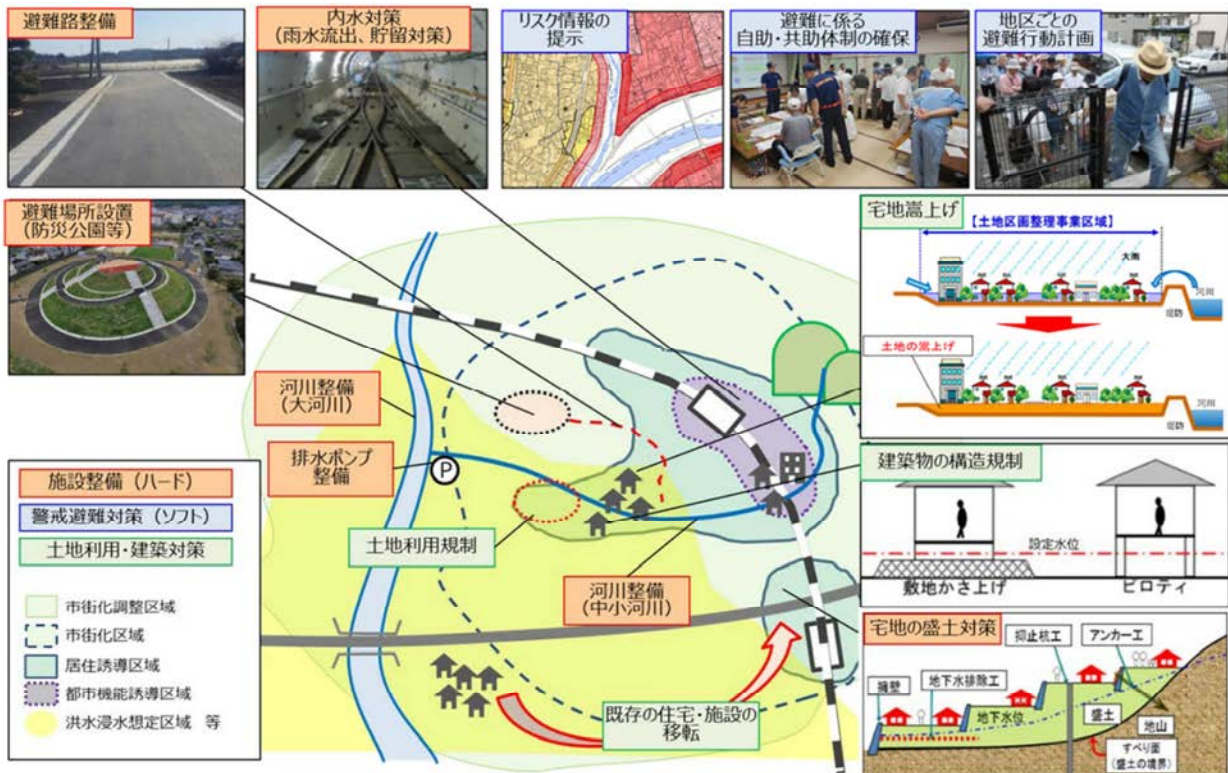 避難路整備
内水対策
(雨水流出、貯留対策)
リスク情報の
提示
避難に係る
自助・共助体制の確保
地区ごとの
避難行動計画
避難場所設置
(防災公園等)
宅地嵩上げ
【土地区画整理事業区域】
大雨
河川
堤防
土地の嵩上げ
河川
堤防
河川整備
(大河川)
排水ポンプ
整備
P
土地利用規制
河川整備
(中小河川)
既存の住宅・施設の
移転
建築物の構造規制
設定水位
敷地かさ上げ
ピロティ
宅地の盛土対策
抑止杭工
アンカー工
擁壁
地下水排除工
地下水位
盛土
地山
すべり面
(盛土の境界)
施設整備(ハード)
警戒避難対策(ソフト)
土地利用・建築対策
市街化調整区域
市街化区域
居住誘導区域
都市機能誘導区域
洪水浸水想定区域 等